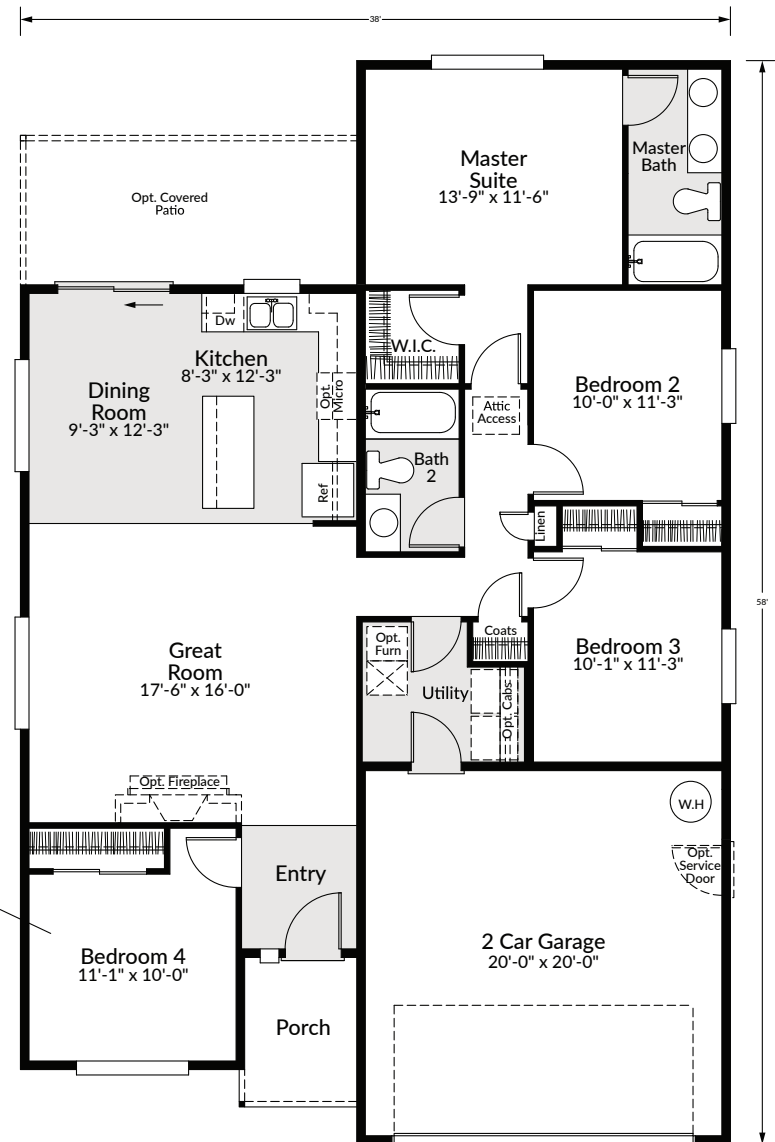 38'
Master
Suite
13'-9" x 11'-6"
Master
Bath
Opt. Covered
Patio
Dw
Kitchen
8'-3" x 12'-3"
Dining
Room
9'-3" x 12'-3"
Opt.
Micro
Ref
W.I.C.
Attic
Access
Bath
2
Bedroom 2
10'-0" x 11'-3"
Linen
58'
Great
Room
17'-6" x 16'-0"
Opt.
Furn
Coats
Utility
Opt. Cabs
Bedroom 3
10'-1" x 11'-3"
Opt. Fireplace
W.H
Opt.
Service
Door
Entry
Bedroom 4
11'-1" x 10'-0"
2 Car Garage
20'-0" x 20'-0"
Porch